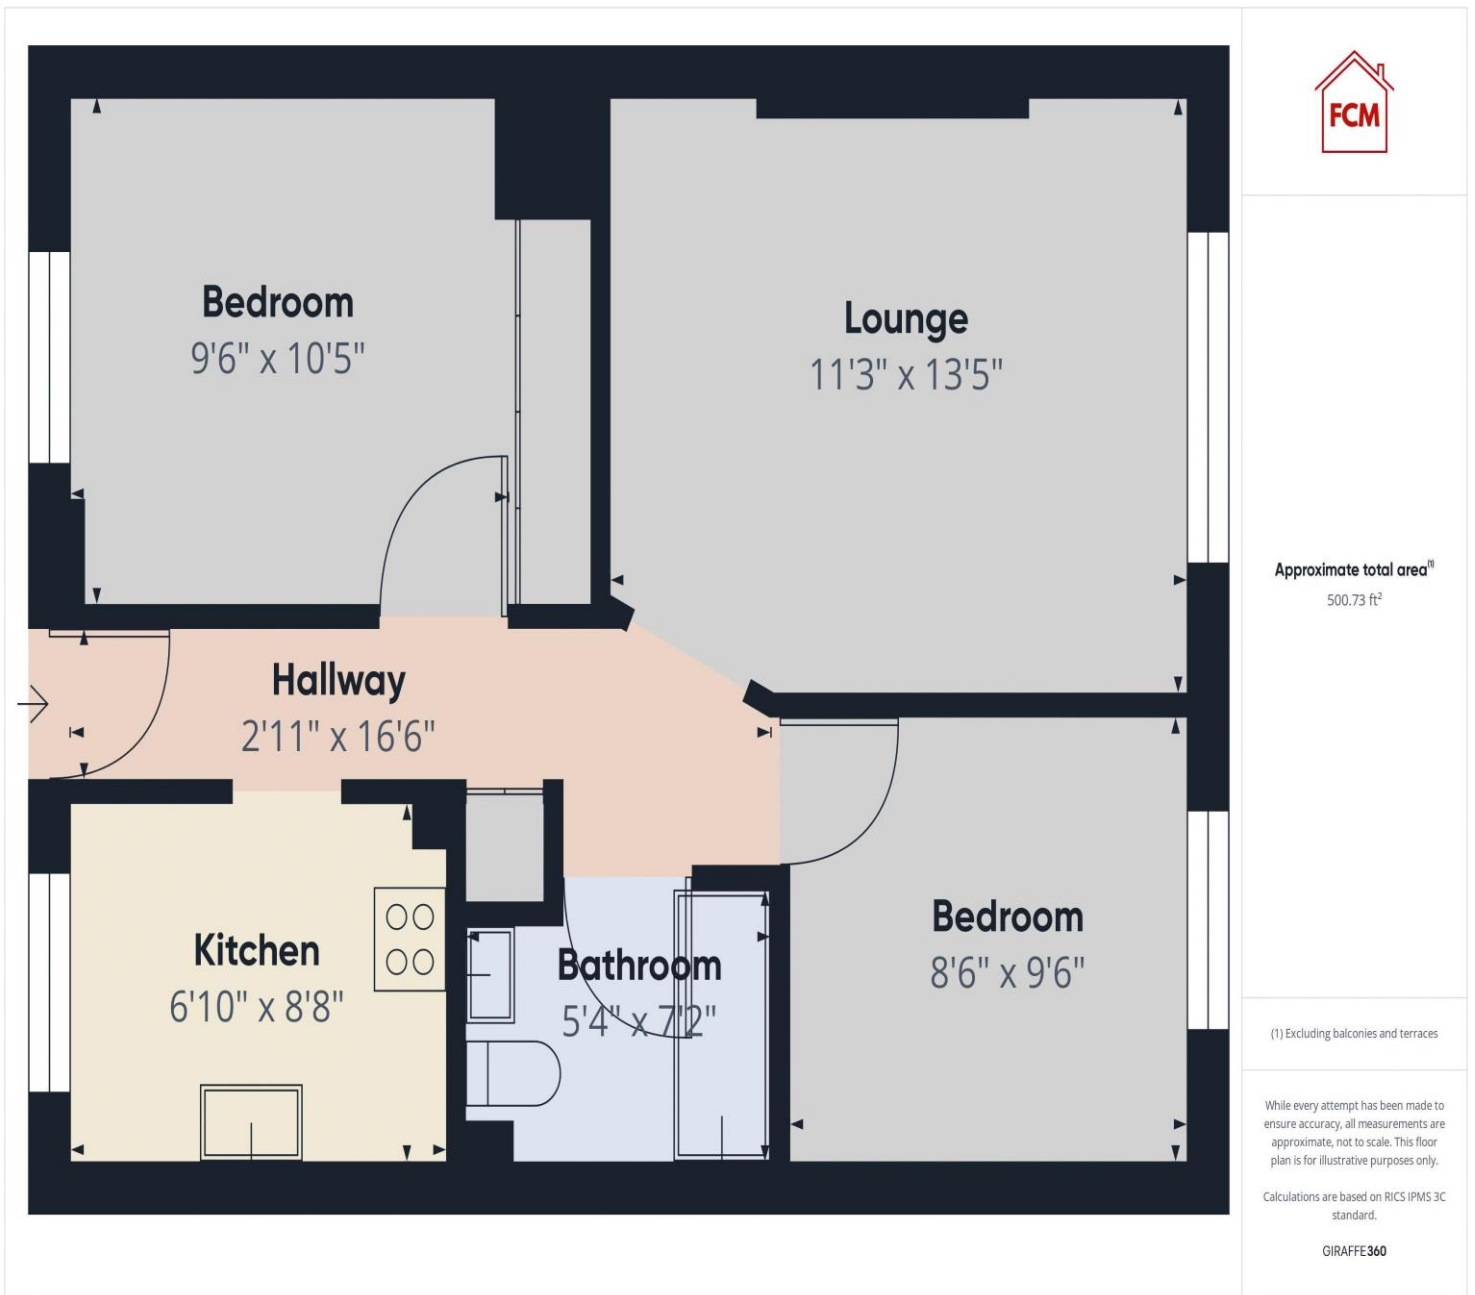 Bedroom
9'6" x 10'5"
Lounge
11'3" x 13'5"
Hallway
2'11" x 16'6"
Kitchen
6'10" x 8'8"
Bathroom
5'4" x 7'2"
Bedroom
8'6" x 9'6"
FCM
Approximate total area⁽¹⁾
500.73 ft²
(1) Excluding balconies and terraces
While every attempt has been made to
ensure accuracy, all measurements are
approximate, not to scale. This floor
plan is for illustrative purposes only.
Calculations are based on RICS IPMS 3C
standard.
GIRAFFE360